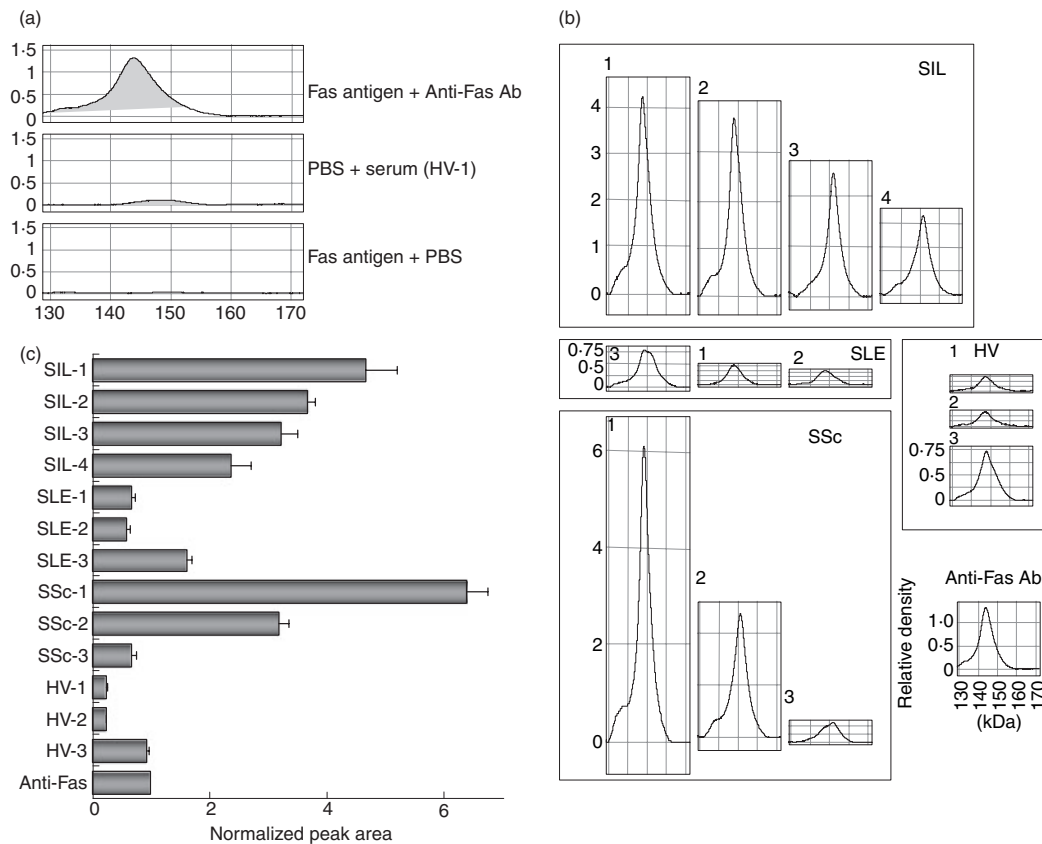 (a)
1·5
1
0·5
0
Fas antigen + Anti-Fas Ab
1·5
1
0·5
0
PBS + serum (HV-1)
1·5
1
0·5
0
Fas antigen + PBS
130 140 150 160 170
(b)
SIL
1
4
3
2
1
0
2
3
4
SLE
0·75
0·5
0
3
1
2
HV
1
2
3
0·75
0·5
0
SSc
1
6
4
2
0
2
3
Anti-Fas Ab
Relative density
1·0
0·5
0
130 140 150 160 170
(kDa)
(c)
SIL-1
SIL-2
SIL-3
SIL-4
SLE-1
SLE-2
SLE-3
SSc-1
SSc-2
SSc-3
HV-1
HV-2
HV-3
Anti-Fas
0 2 4 6
Normalized peak area